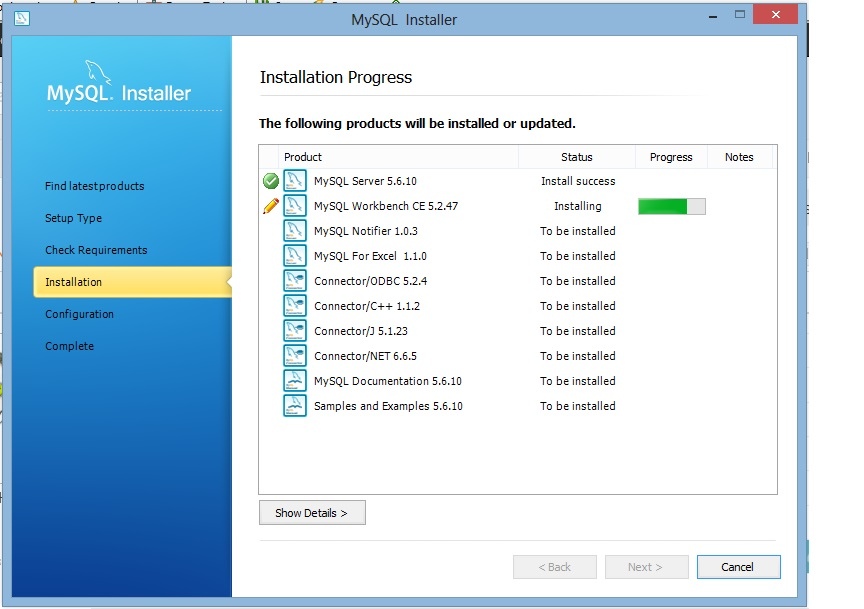 MySQL Installer
MySQL. Installer
Find latest products
Setup Type
Check Requirements
Installation
Configuration
Complete
Installation Progress
The following products will be installed or updated.
Product Status Progress Notes
MySQL Server 5.6.10 Install success
MySQL Workbench CE 5.2.47 Installing
MySQL Notifier 1.0.3 To be installed
MySQL For Excel 1.1.0 To be installed
Connector/ODBC 5.2.4 To be installed
Connector/C++ 1.1.2 To be installed
Connector/J 5.1.23 To be installed
Connector/NET 6.6.5 To be installed
MySQL Documentation 5.6.10 To be installed
Samples and Examples 5.6.10 To be installed
Show Details >
< Back Next > Cancel